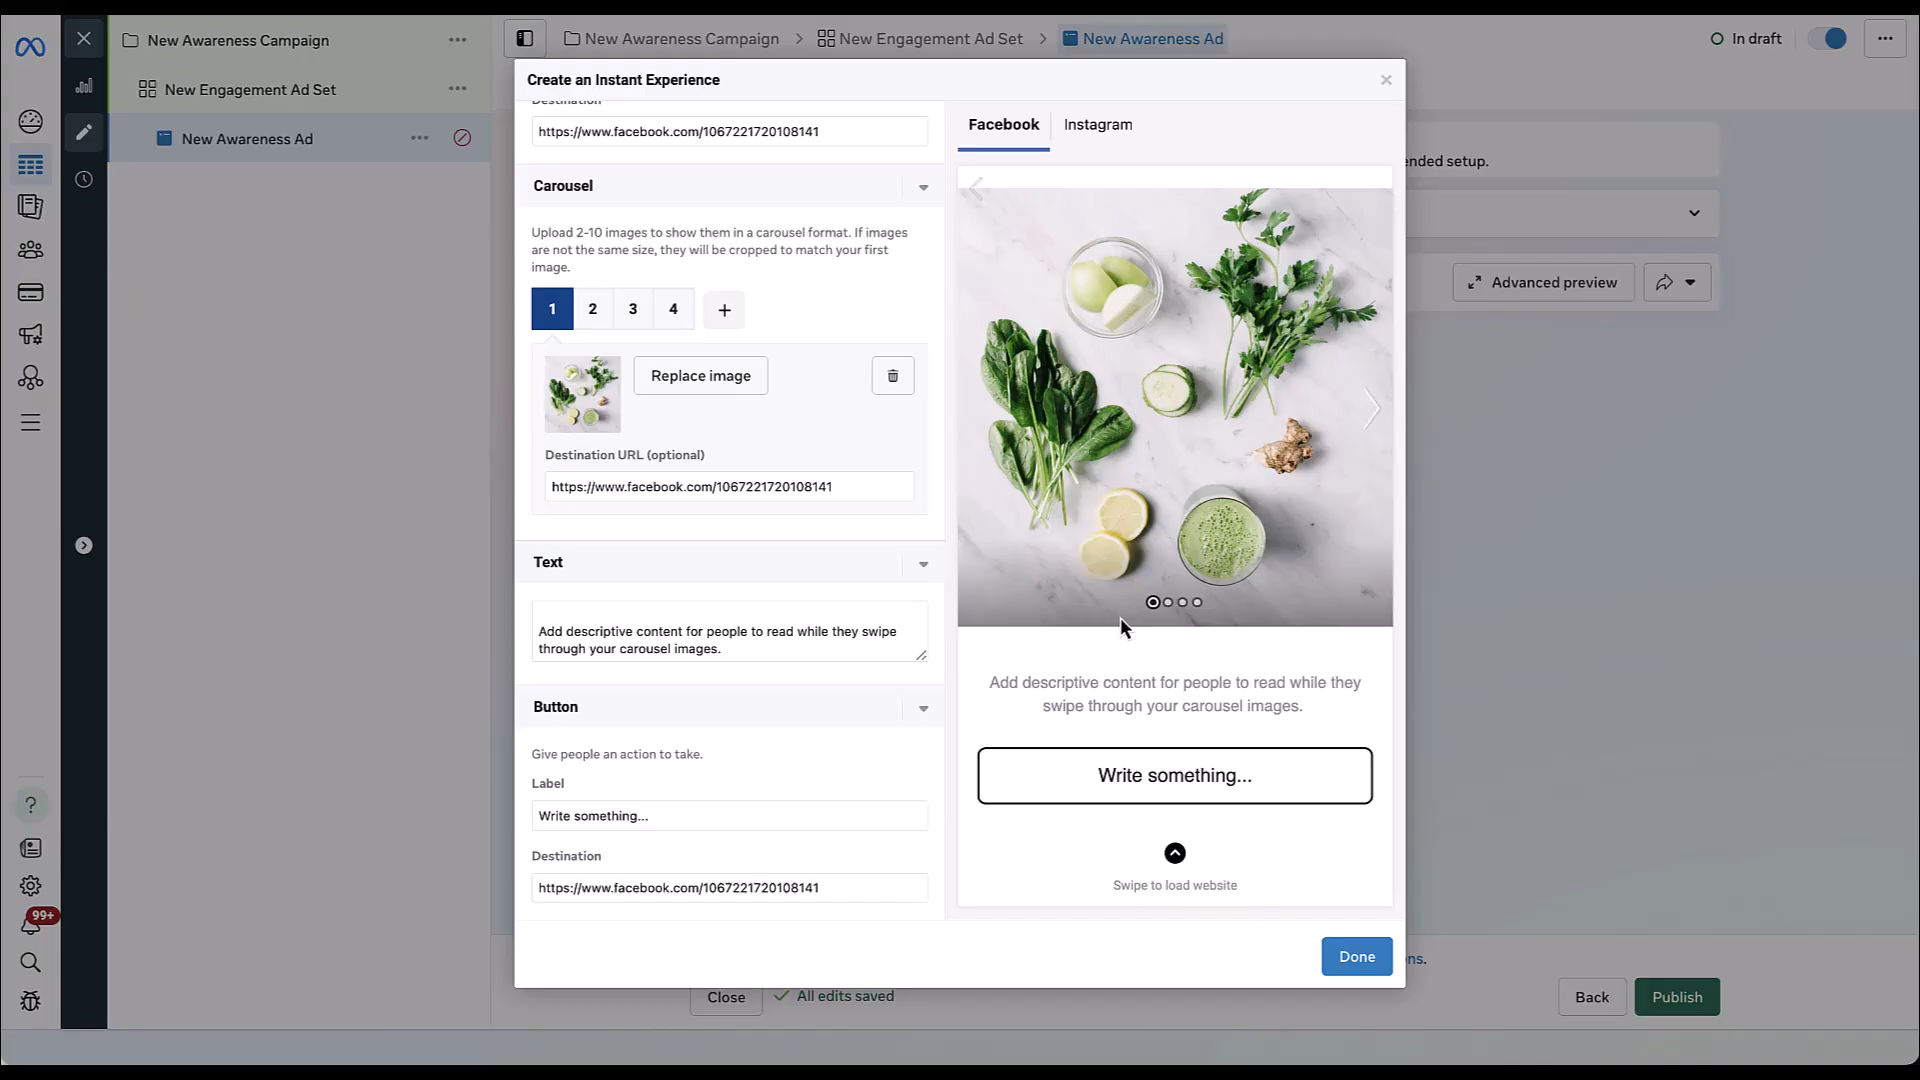 New Awareness Campaign
New Engagement Ad Set
New Awareness Ad
New Awareness Campaign
New Engagement Ad Set
New Awareness Ad
In draft
Create an Instant Experience
Destination
https://www.facebook.com/1067221720108141
Carousel
Upload 2-10 images to show them in a carousel format. If images
are not the same size, they will be cropped to match your first
image.
1
2
3
4
+
Replace image
Destination URL (optional)
https://www.facebook.com/1067221720108141
Text
Add descriptive content for people to read while they swipe
through your carousel images.
Button
Give people an action to take.
Label
Write something...
Destination
https://www.facebook.com/1067221720108141
Facebook
Instagram
Add descriptive content for people to read while they
swipe through your carousel images.
Write something...
Swipe to load website
Done
ended setup.
Advanced preview
ns.
Close
All edits saved
Back
Publish
?
99+